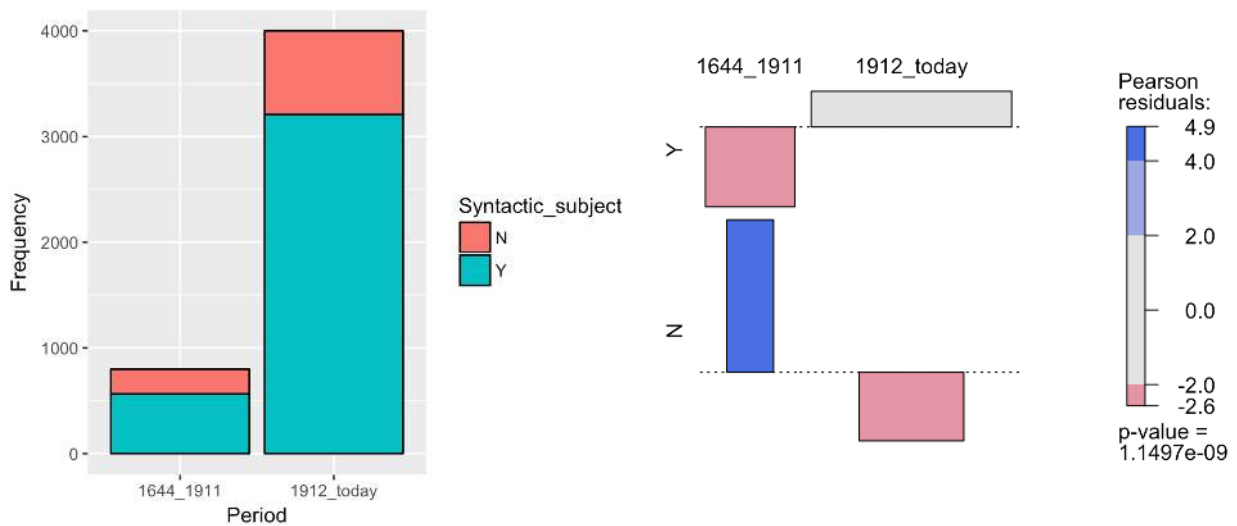 4000
3000
2000
1000
0
Frequency
1644_1911
1912_today
Period
Syntactic_subject
N
Y
1644_1911
1912_today
Y
N
Pearson
residuals:
4.9
4.0
2.0
0.0
-2.0
-2.6
p-value =
1.1497e-09